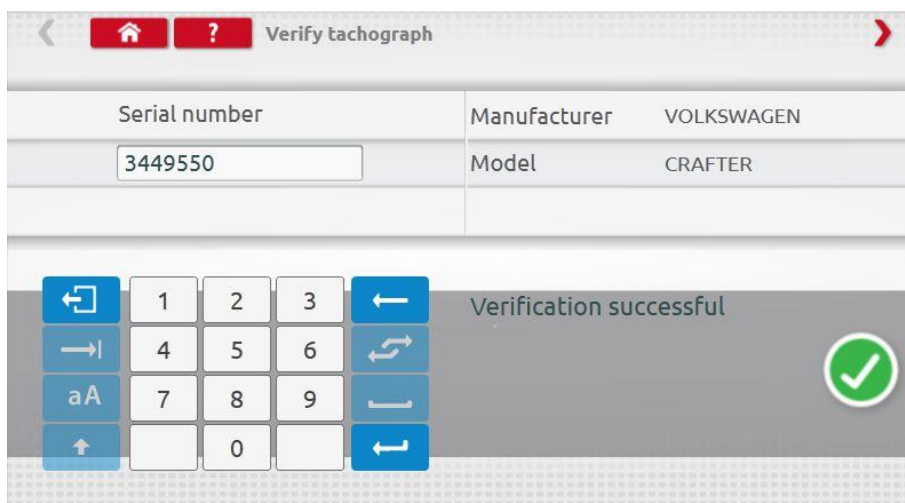 ? Verify tachograph
Serial number
Manufacturer VOLKSWAGEN
3449550
Model CRAFTER
1 2 3
Verification successful
4 5 6
aA 7 8 9
0